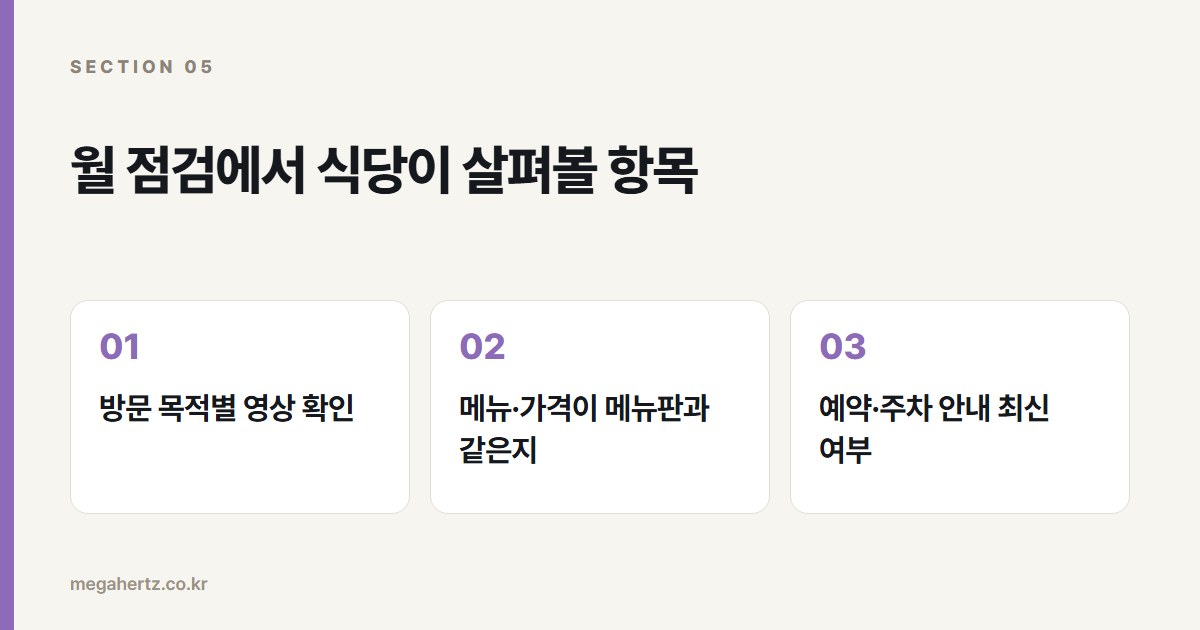 SECTION 05
월 점검에서 식당이 살펴볼 항목
01
방문 목적별 영상 확인
02
메뉴·가격이 메뉴판과
같은지
03
예약·주차 안내 최신
여부
megahertz.co.kr